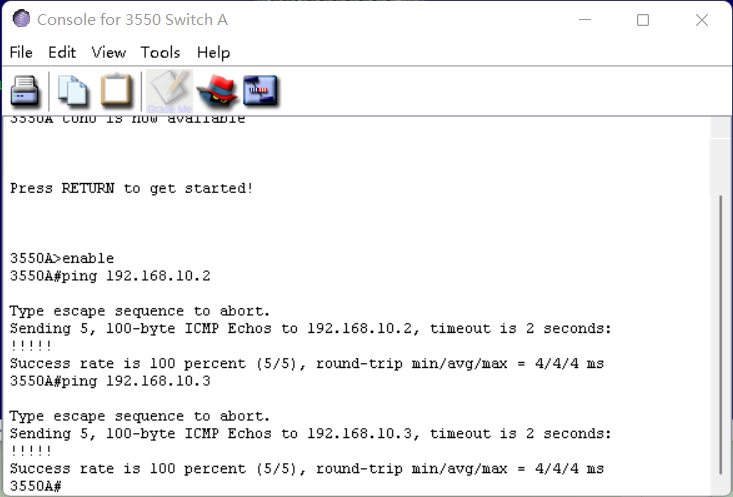 Console for 3550 Switch A
File Edit View Tools Help
Grade Me
3550A con0 is now available
Press RETURN to get started!
3550A>enable
3550A#ping 192.168.10.2
Type escape sequence to abort.
Sending 5, 100-byte ICMP Echos to 192.168.10.2, timeout is 2 seconds:
!!!!!
Success rate is 100 percent (5/5), round-trip min/avg/max = 4/4/4 ms
3550A#ping 192.168.10.3
Type escape sequence to abort.
Sending 5, 100-byte ICMP Echos to 192.168.10.3, timeout is 2 seconds:
!!!!!
Success rate is 100 percent (5/5), round-trip min/avg/max = 4/4/4 ms
3550A#